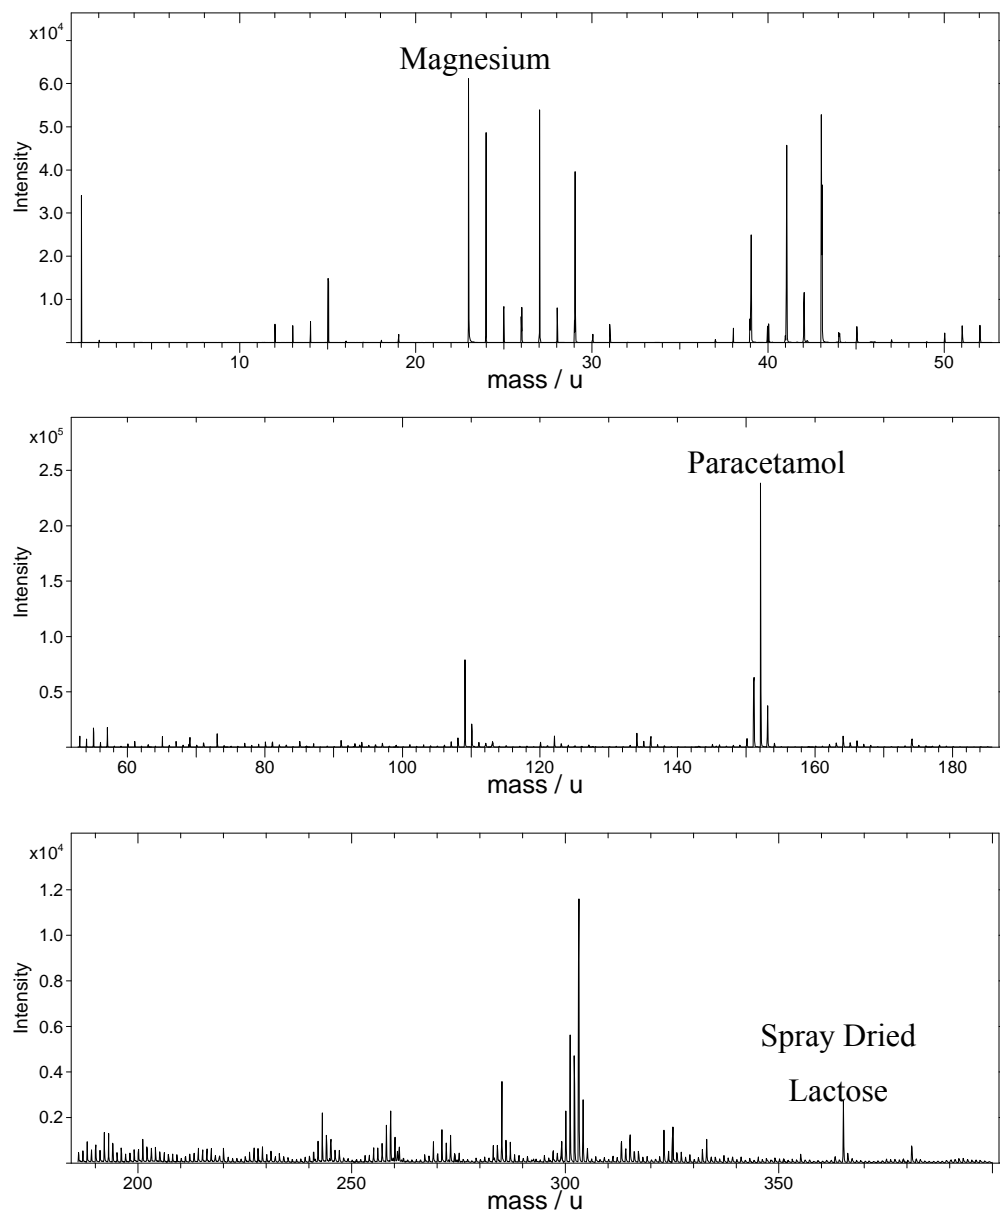 x10⁴
Magnesium
6.0
5.0
4.0
3.0
2.0
1.0
Intensity
10
20
30
40
50
mass / u
x10⁵
Paracetamol
2.5
2.0
1.5
1.0
0.5
Intensity
60
80
100
120
140
160
180
mass / u
x10⁴
1.2
1.0
0.8
0.6
0.4
0.2
Intensity
Spray Dried
Lactose
200
250
300
350
mass / u